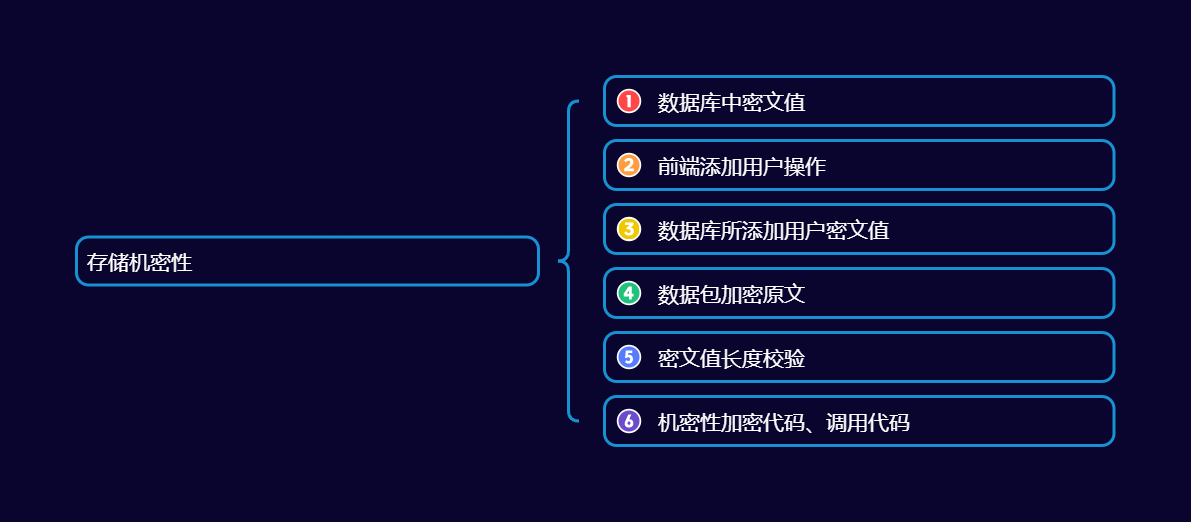 存储机密性
1 数据库中密文值
2 前端添加用户操作
3 数据库所添加用户密文值
4 数据包加密原文
5 密文值长度校验
6 机密性加密代码、调用代码